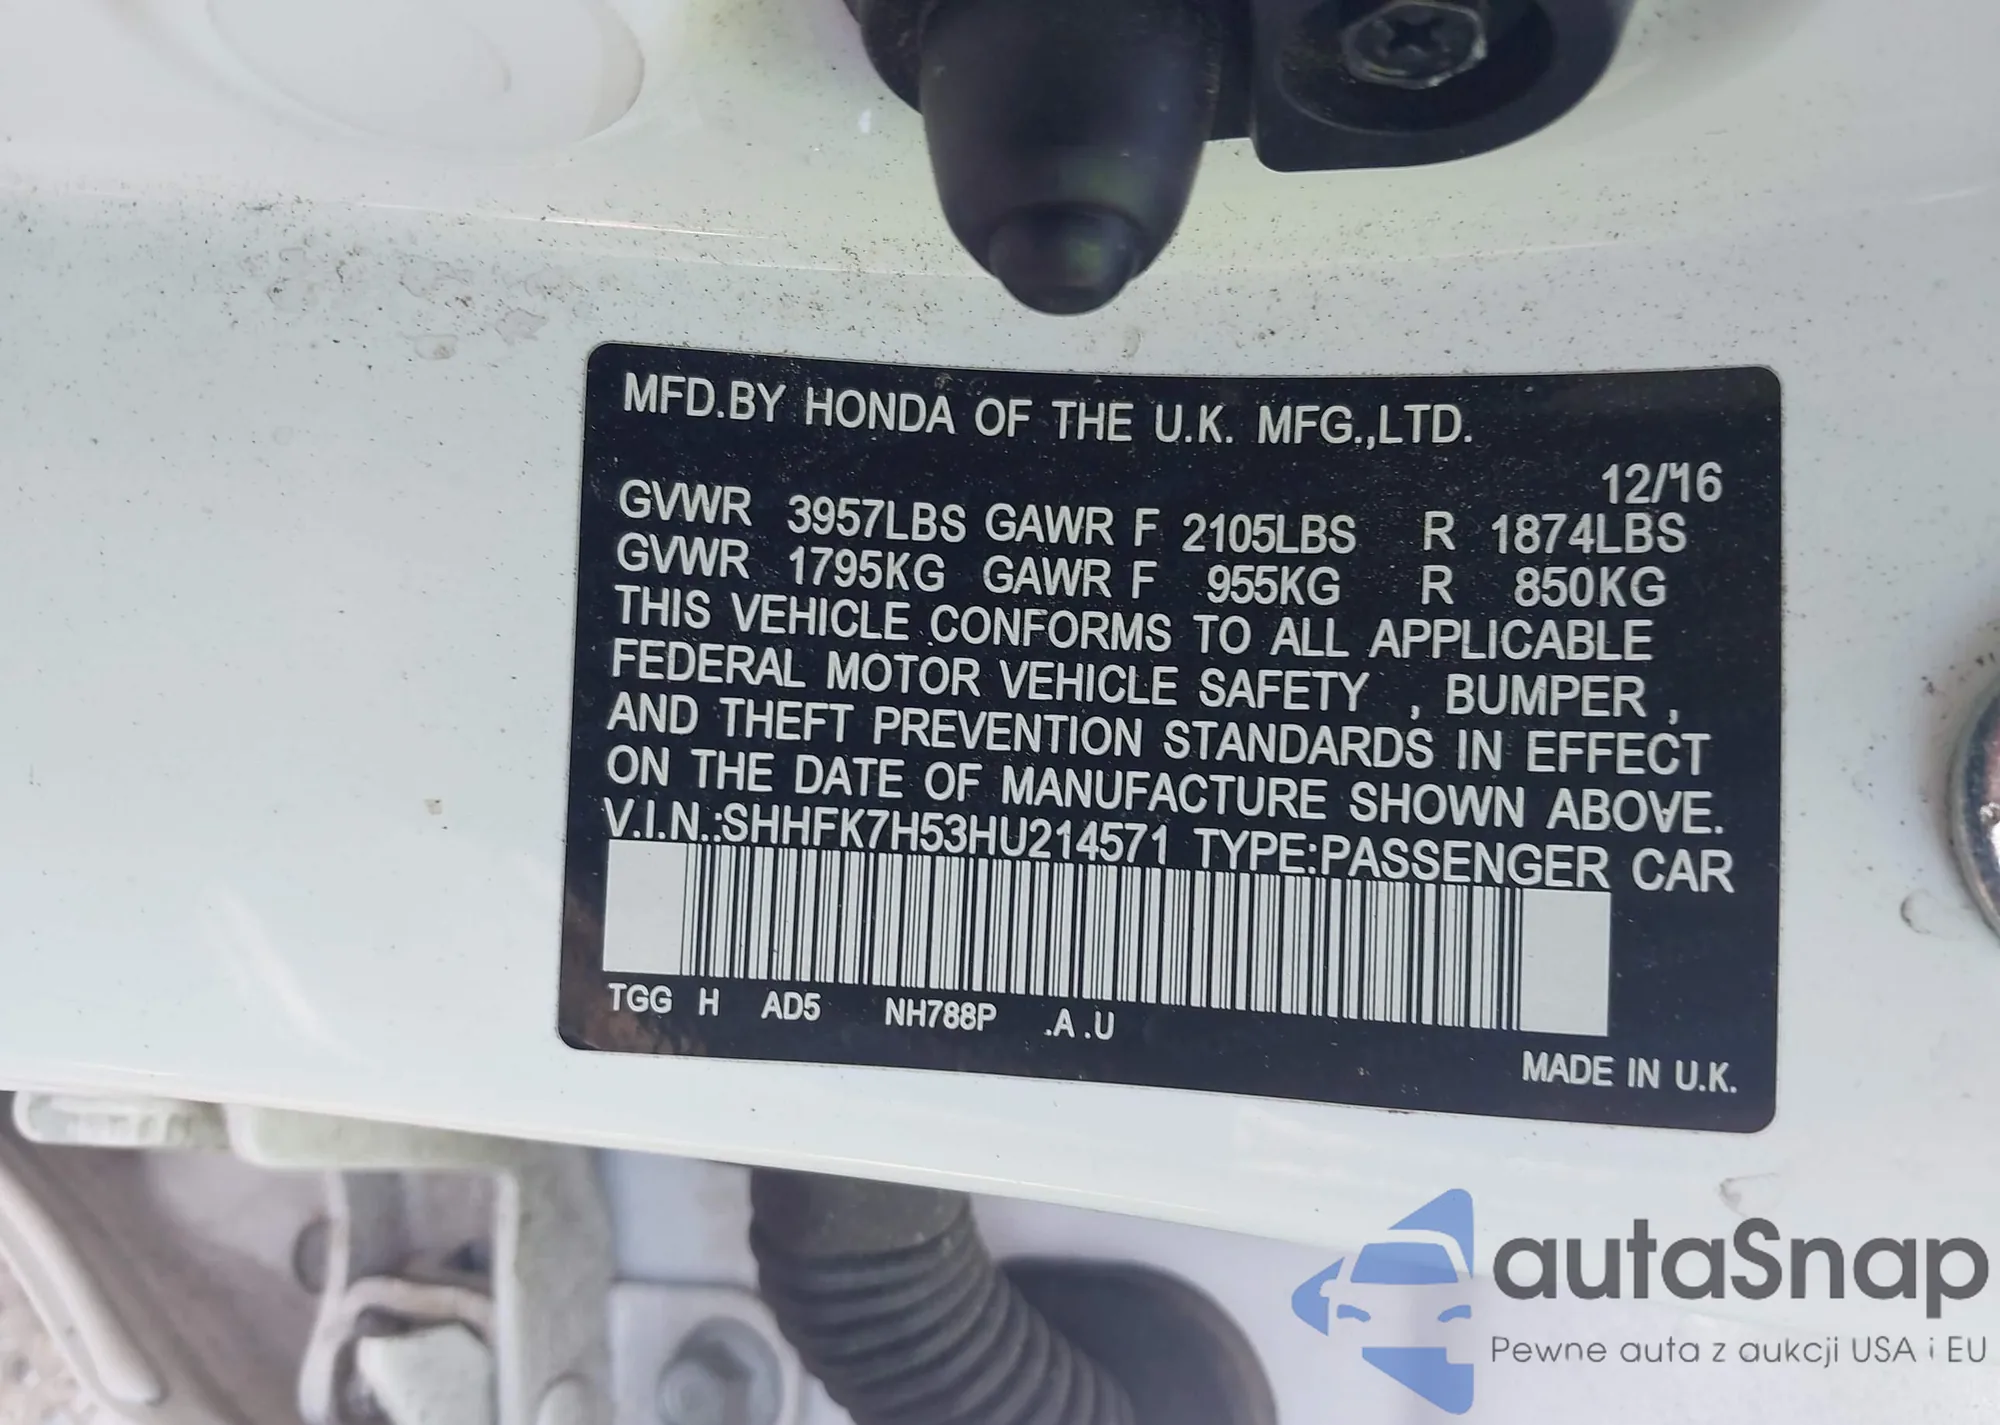 MFD.BY HONDA OF THE U.K. MFG.,LTD.
12/'16
GVWR 3957LBS GAWR F 2105LBS R 1874LBS
GVWR 1795KG GAWR F 955KG R 850KG
THIS VEHICLE CONFORMS TO ALL APPLICABLE
FEDERAL MOTOR VEHICLE SAFETY , BUMPER ,
AND THEFT PREVENTION STANDARDS IN EFFECT
ON THE DATE OF MANUFACTURE SHOWN ABOVE.
V.I.N.:SHHFK7H53HU214571 TYPE:PASSENGER CAR
TGG H AD5 NH788P .A .U
MADE IN U.K.
autaSnap
Pewne auta z aukcji USA i EU